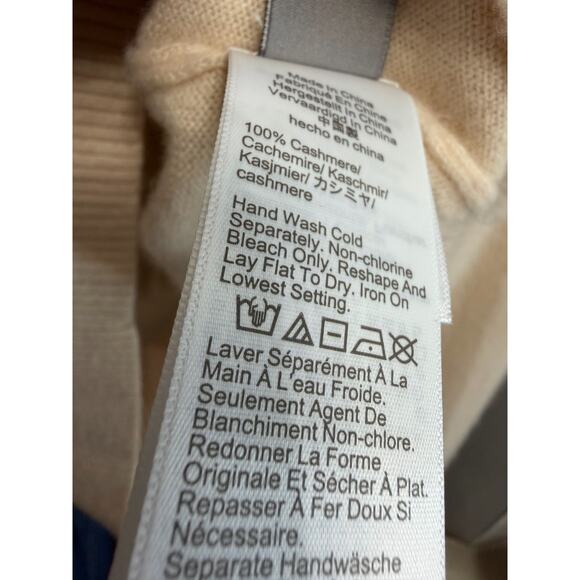 Made In China
Fabriqué En Chine
Hergestellt in China
Vervaardigd in China
中国製
hecho en china
100% Cashmere/
Cachemire/ Kaschmir/
Kasjmier/ カシミヤ/
cashmere
Hand Wash Cold
Separately. Non-chlorine
Bleach Only. Reshape And
Lay Flat To Dry. Iron On
Lowest Setting.
Laver Séparément À La
Main À L'eau Froide.
Seulement Agent De
Blanchiment Non-chlore.
Redonner La Forme
Originale Et Sécher À Plat.
Repasser À Fer Doux Si
Nécessaire.
Separate Handwäsche